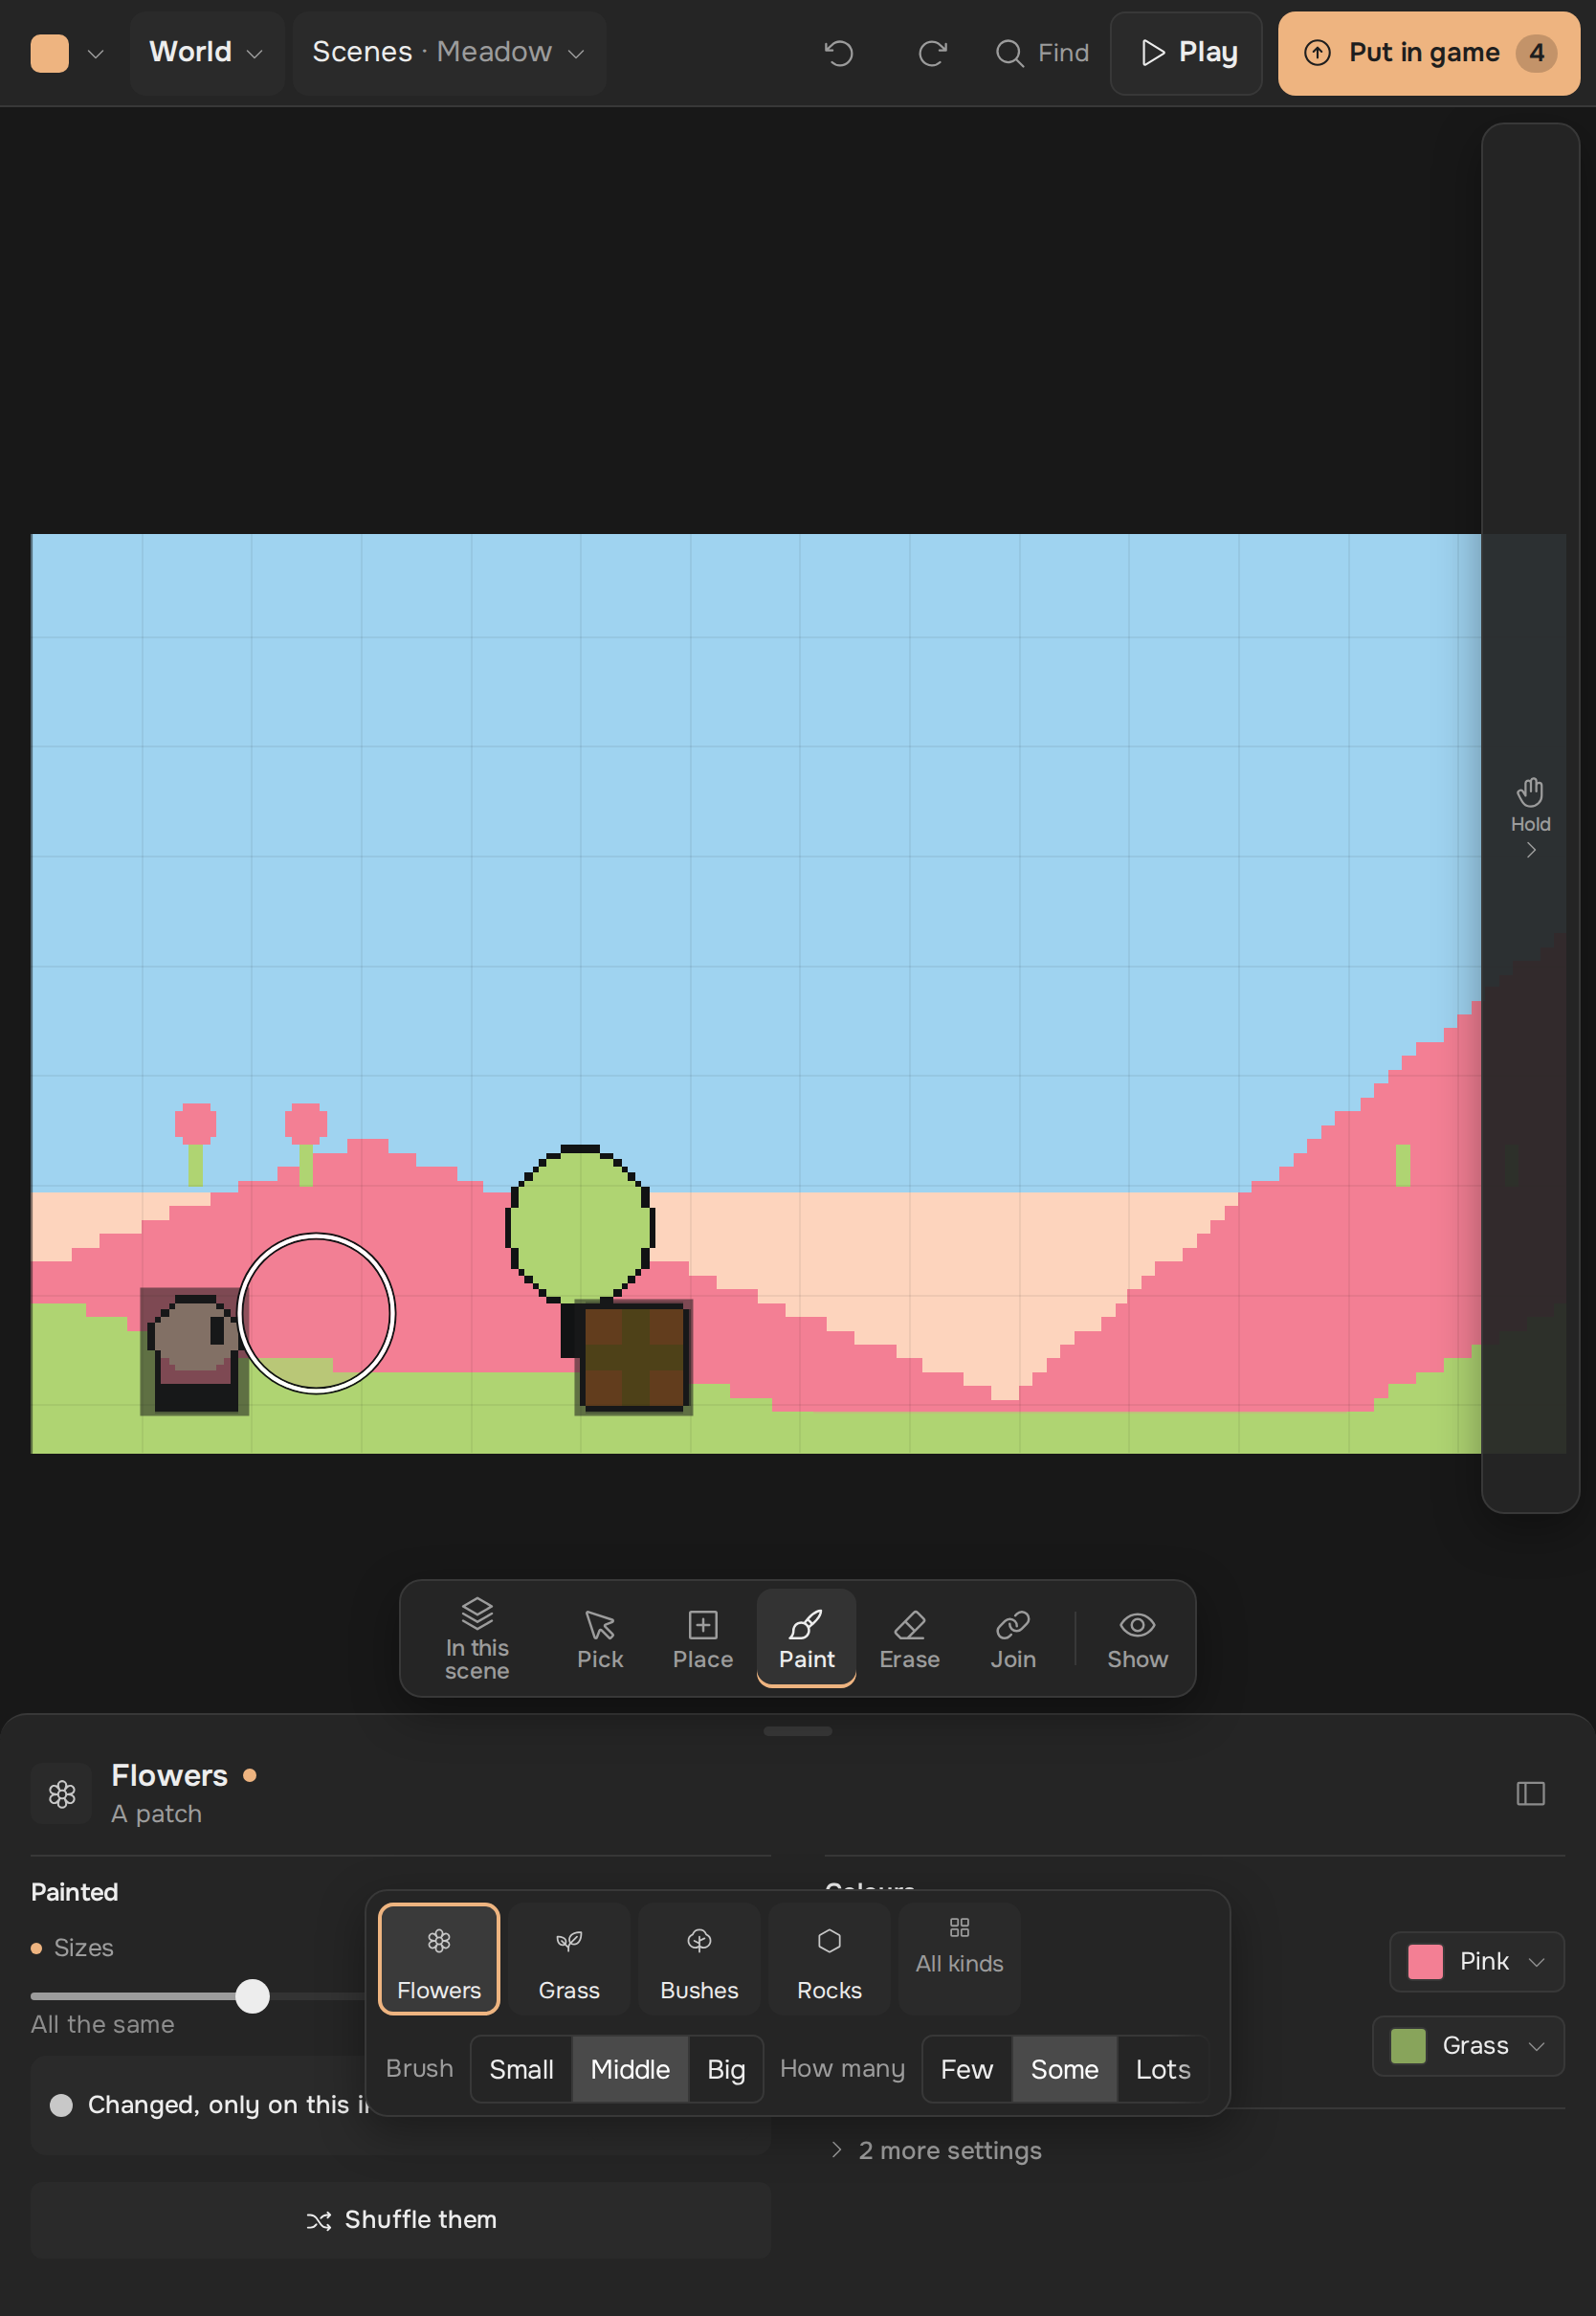 World
Scenes · Meadow
Find
Play
Put in game 4
Hold
In this
scene
Pick
Place
Paint
Erase
Join
Show
Flowers
A patch
Painted
Colours
Sizes
All the same
Changed, only on this
Shuffle them
Flowers
Grass
Bushes
Rocks
All kinds
Brush
Small
Middle
Big
How many
Few
Some
Lots
Pink
Grass
2 more settings